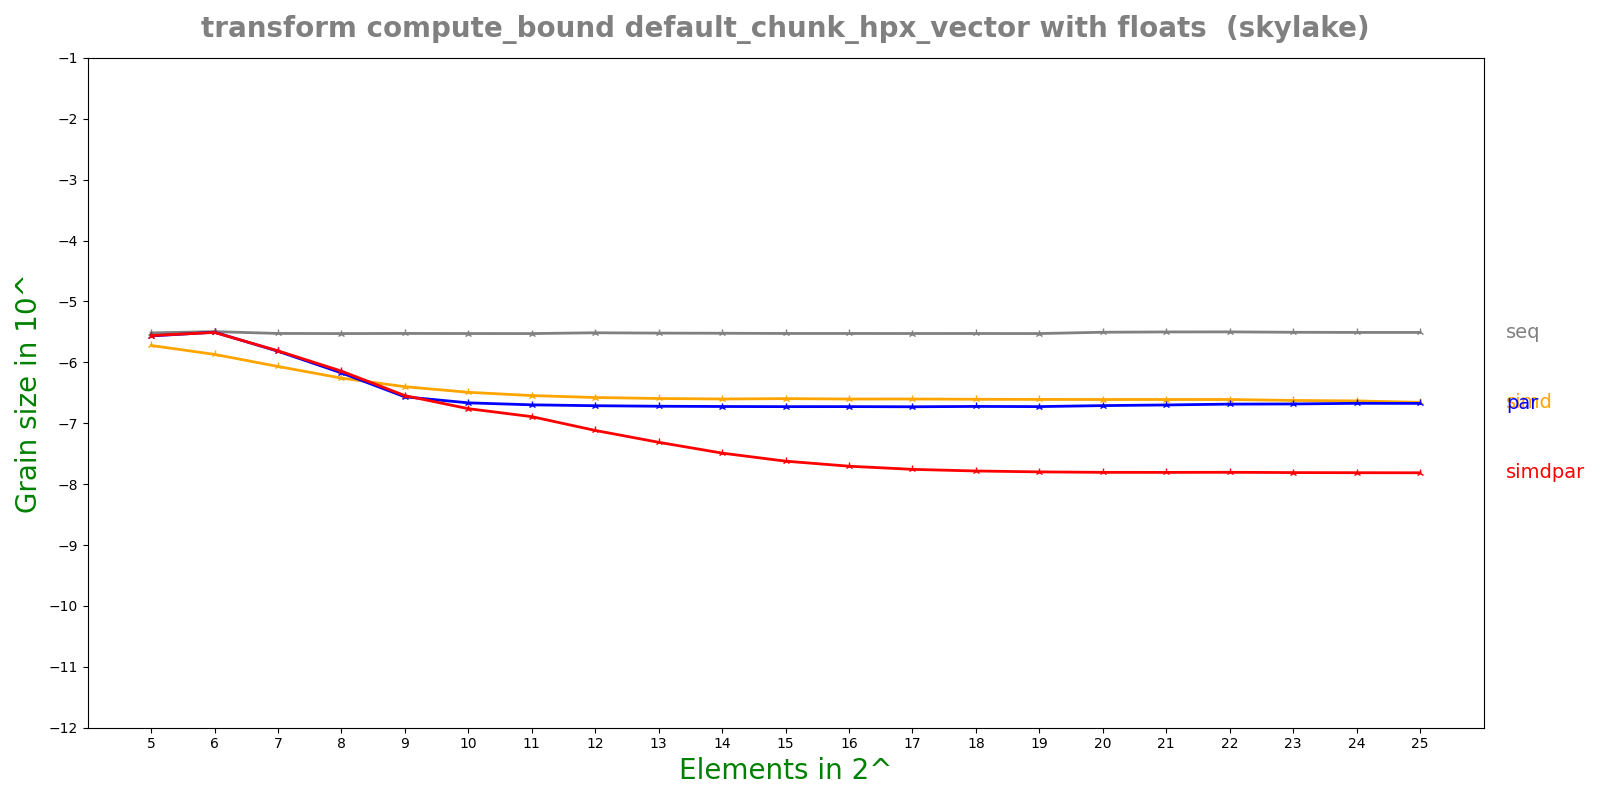 transform compute_bound default_chunk_hpx_vector with floats (skylake)
Grain size in 10^
−1
−2
−3
−4
−5
−6
−7
−8
−9
−10
−11
−12
seq
simd
par
simdpar
5 6 7 8 9 10 11 12 13 14 15 16 17 18 19 20 21 22 23 24 25
Elements in 2^